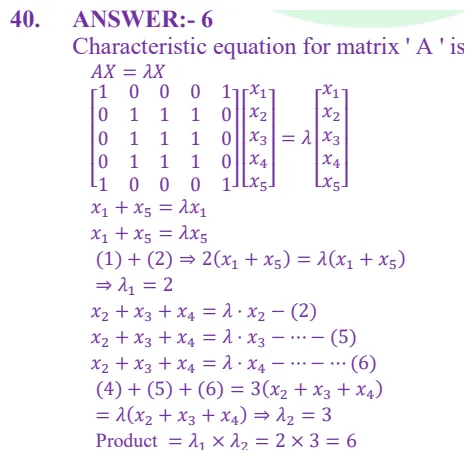 40. ANSWER:- 6
Characteristic equation for matrix ' A ' is
AX = λX
[1 0 0 0 1] [x₁] = λ [x₁]
[0 1 1 1 0] [x₂] [x₂]
[0 1 1 1 0] [x₃] [x₃]
[0 1 1 1 0] [x₄] [x₄]
[1 0 0 0 1] [x₅] [x₅]
x₁ + x₅ = λx₁
x₁ + x₅ = λx₅
(1) + (2) ⇒ 2(x₁ + x₅) = λ(x₁ + x₅)
⇒ λ₁ = 2
x₂ + x₃ + x₄ = λ · x₂ − (2)
x₂ + x₃ + x₄ = λ · x₃ − ⋯ − (5)
x₂ + x₃ + x₄ = λ · x₄ − ⋯ − ⋯ (6)
(4) + (5) + (6) = 3(x₂ + x₃ + x₄)
= λ(x₂ + x₃ + x₄) ⇒ λ₂ = 3
Product = λ₁ × λ₂ = 2 × 3 = 6